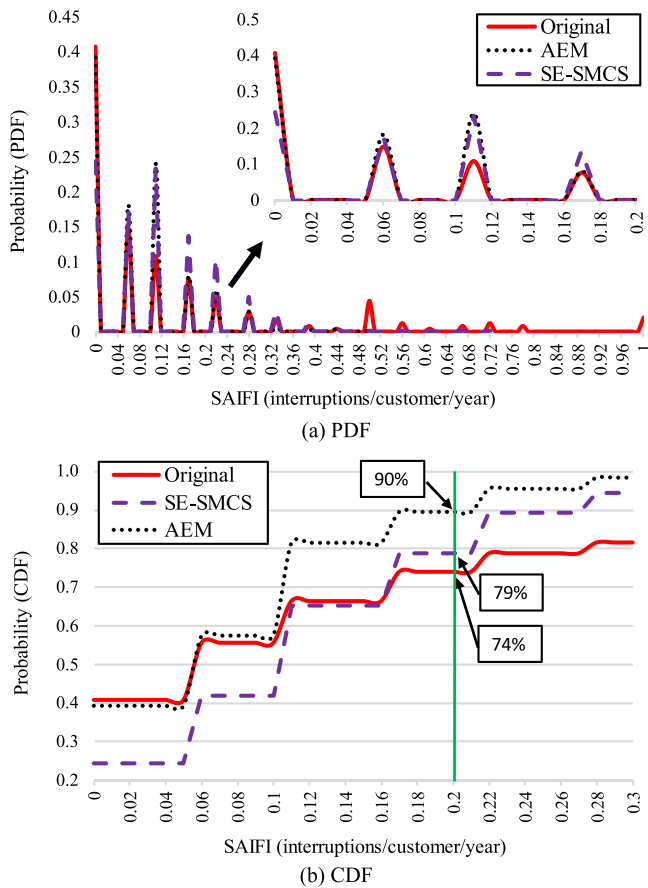 0.45
0.4
0.35
0.3
0.25
0.2
0.15
0.1
0.05
0
Probability (PDF)
0.5
0.4
0.3
0.2
0.1
0
Original
AEM
SE-SMCS
0 0.02 0.04 0.06 0.08 0.1 0.12 0.14 0.16 0.18 0.2
0 0.04 0.08 0.12 0.16 0.2 0.24 0.28 0.32 0.36 0.4 0.44 0.48 0.52 0.56 0.6 0.64 0.68 0.72 0.76 0.8 0.84 0.88 0.92 0.96 1
SAIFI (interruptions/customer/year)
(a) PDF
1.0
0.9
0.8
0.7
0.6
0.5
0.4
0.3
0.2
Probability (CDF)
Original
SE-SMCS
AEM
90%
79%
74%
0 0.02 0.04 0.06 0.08 0.1 0.12 0.14 0.16 0.18 0.2 0.22 0.24 0.26 0.28 0.3
SAIFI (interruptions/customer/year)
(b) CDF